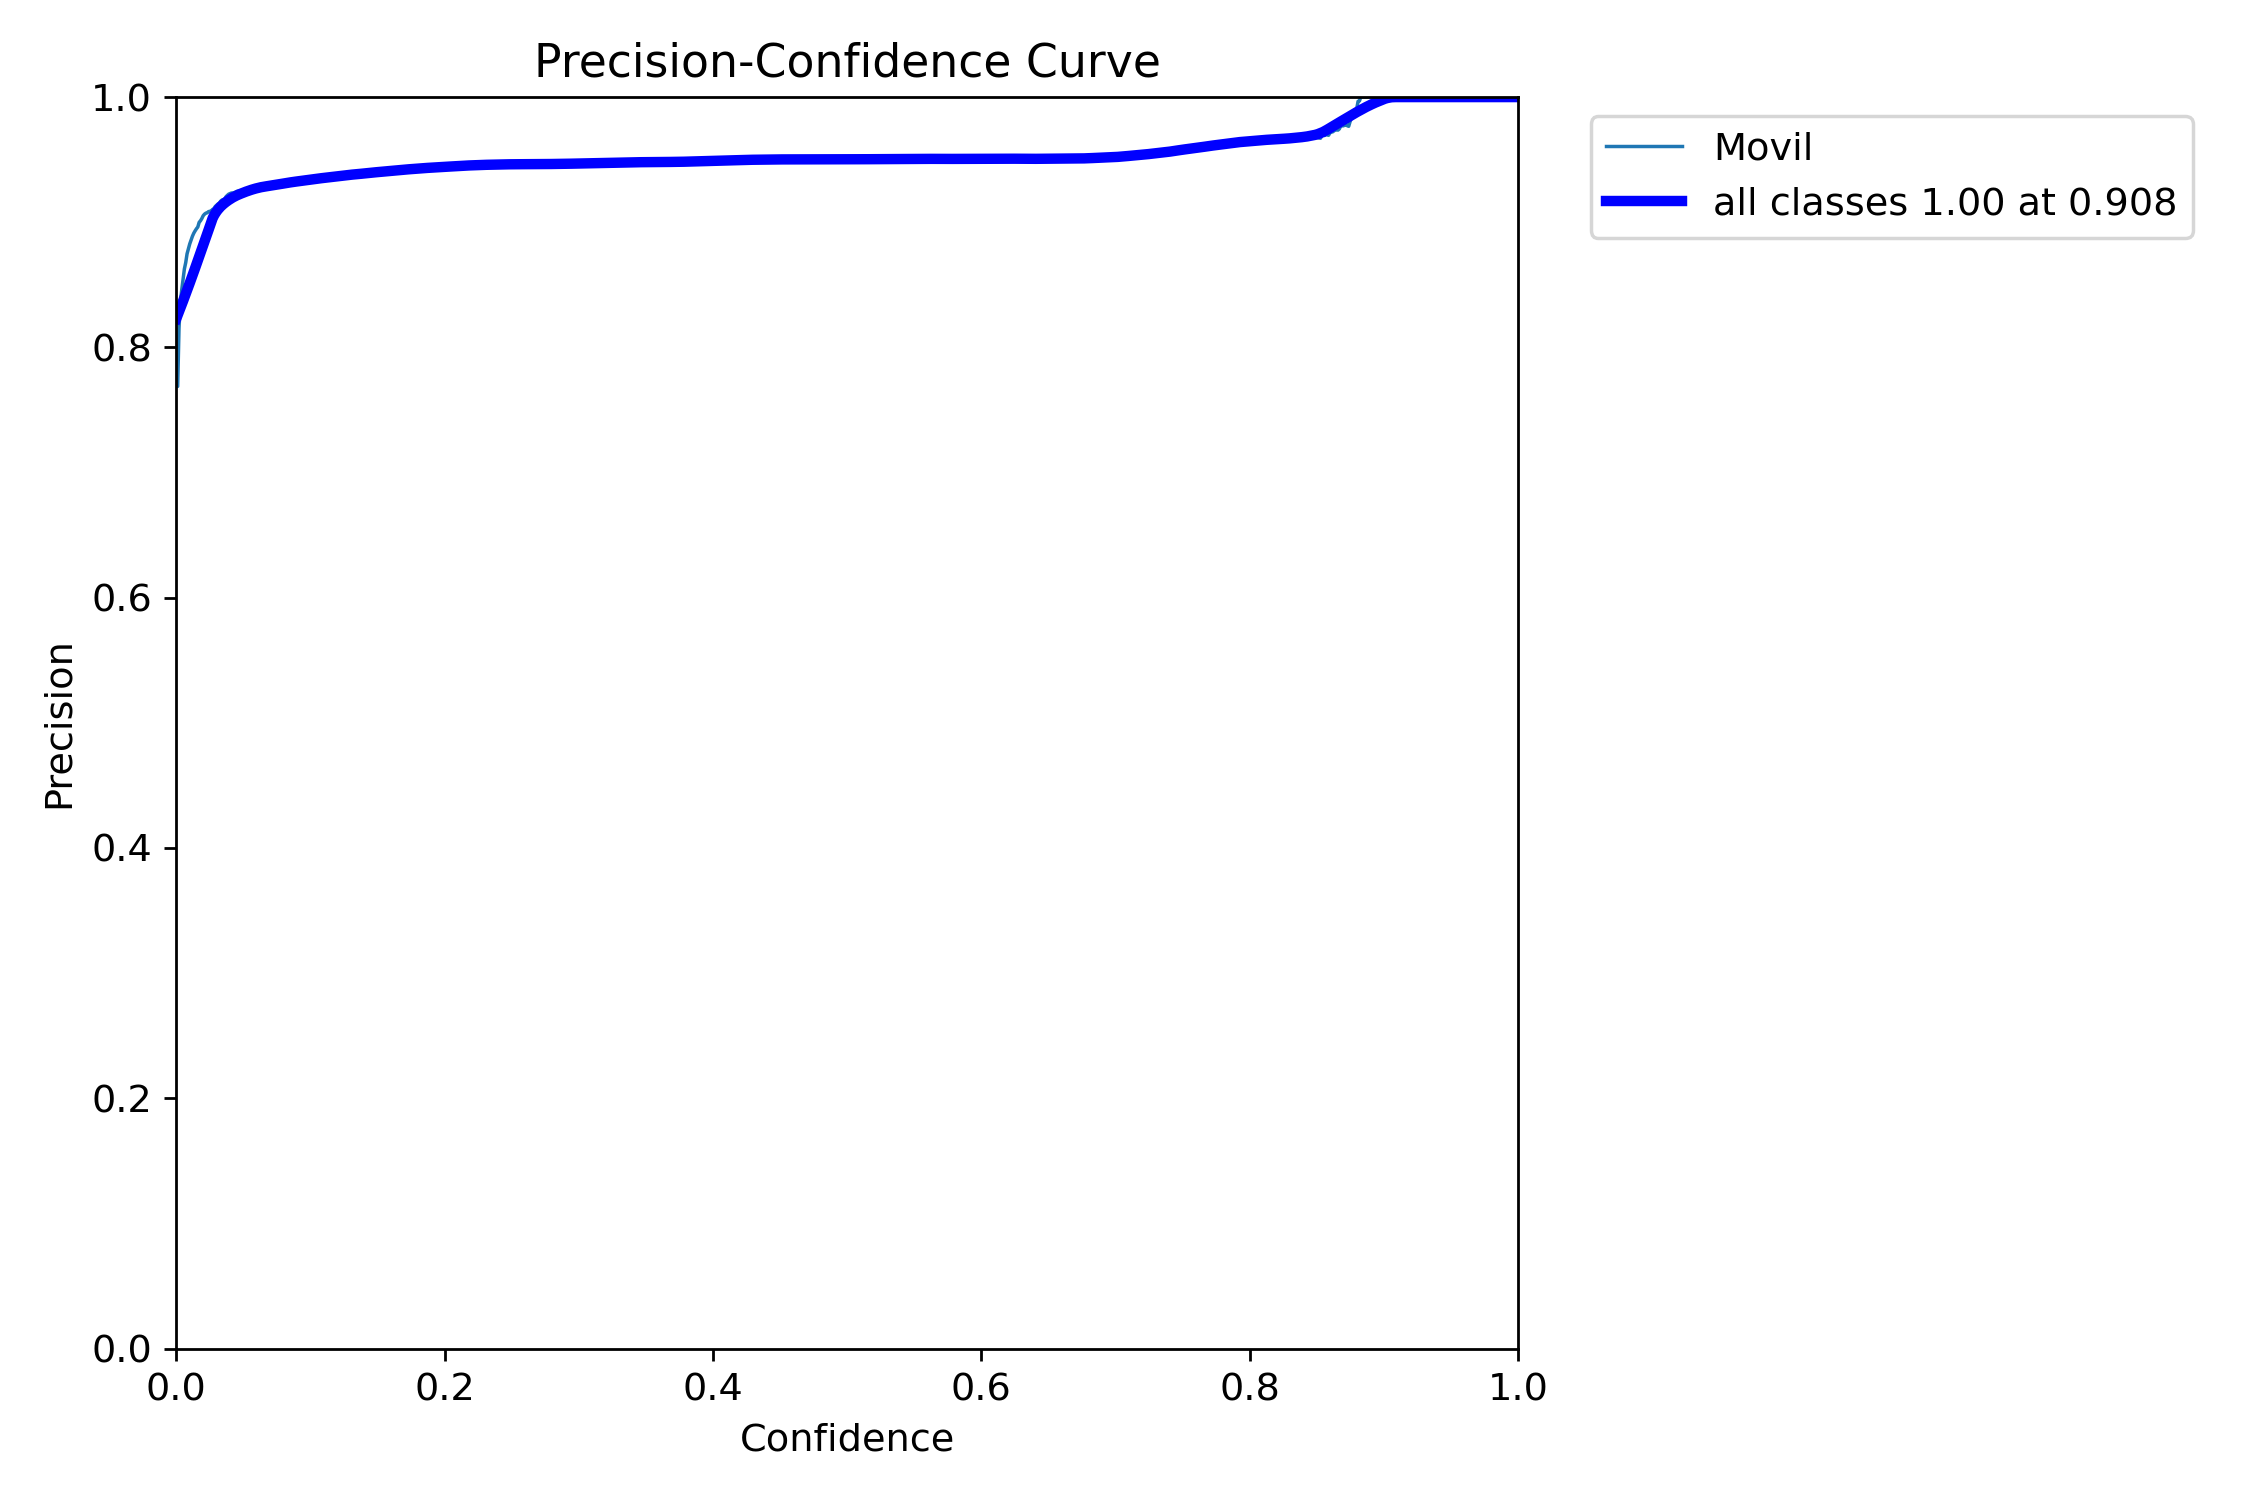 Precision-Confidence Curve
1.0
0.8
0.6
0.4
0.2
0.0
Precision
0.0 0.2 0.4 0.6 0.8 1.0
Confidence
Movil
all classes 1.00 at 0.908